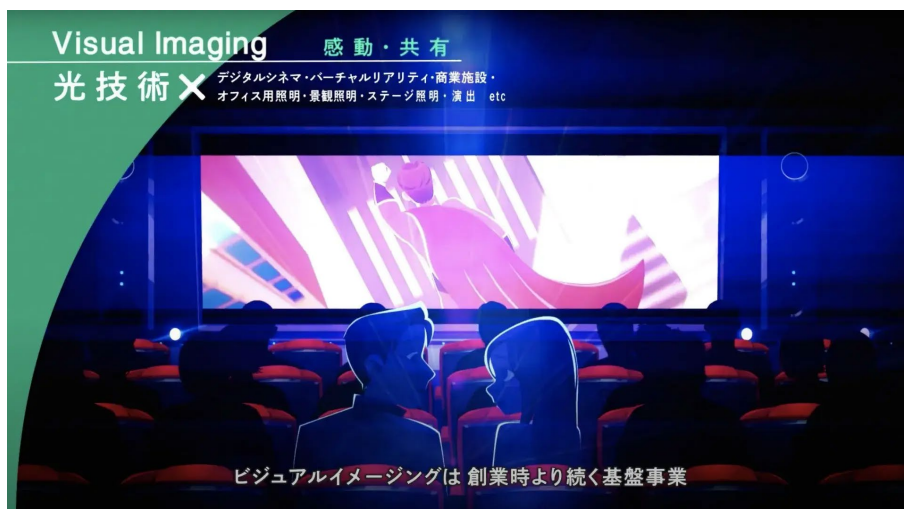 Visual Imaging 感動・共有
光技術× デジタルシネマ・バーチャルリアリティ・商業施設・
オフィス用照明・景観照明・ステージ照明・演出 etc
ビジュアルイメージングは 創業時より続く基盤事業